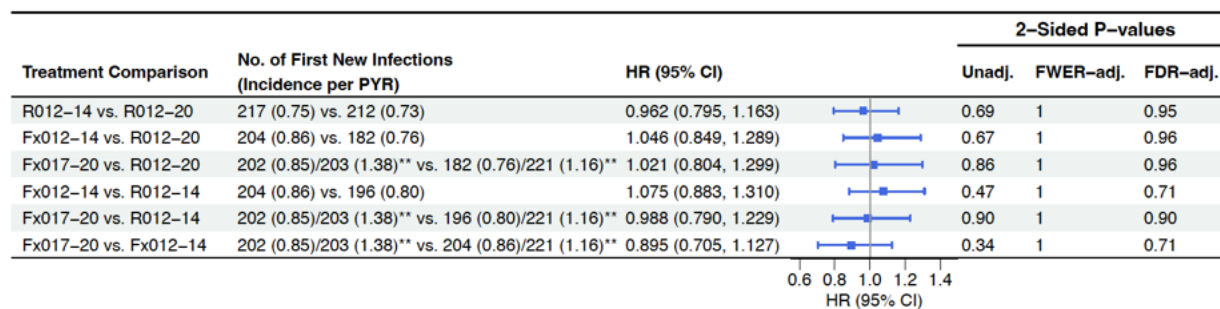 2−Sided P−values
Treatment Comparison No. of First New Infections (Incidence per PYR) HR (95% CI) Unadj. FWER−adj. FDR−adj.
R012−14 vs. R012−20 217 (0.75) vs. 212 (0.73) 0.962 (0.795, 1.163) 0.69 1 0.95
Fx012−14 vs. R012−20 204 (0.86) vs. 182 (0.76) 1.046 (0.849, 1.289) 0.67 1 0.96
Fx017−20 vs. R012−20 202 (0.85)/203 (1.38)** vs. 182 (0.76)/221 (1.16)** 1.021 (0.804, 1.299) 0.86 1 0.96
Fx012−14 vs. R012−14 204 (0.86) vs. 196 (0.80) 1.075 (0.883, 1.310) 0.47 1 0.71
Fx017−20 vs. R012−14 202 (0.85)/203 (1.38)** vs. 196 (0.80)/221 (1.16)** 0.988 (0.790, 1.229) 0.90 1 0.90
Fx017−20 vs. Fx012−14 202 (0.85)/203 (1.38)** vs. 204 (0.86)/221 (1.16)** 0.895 (0.705, 1.127) 0.34 1 0.71
0.6 0.8 1.0 1.2 1.4
HR (95% CI)